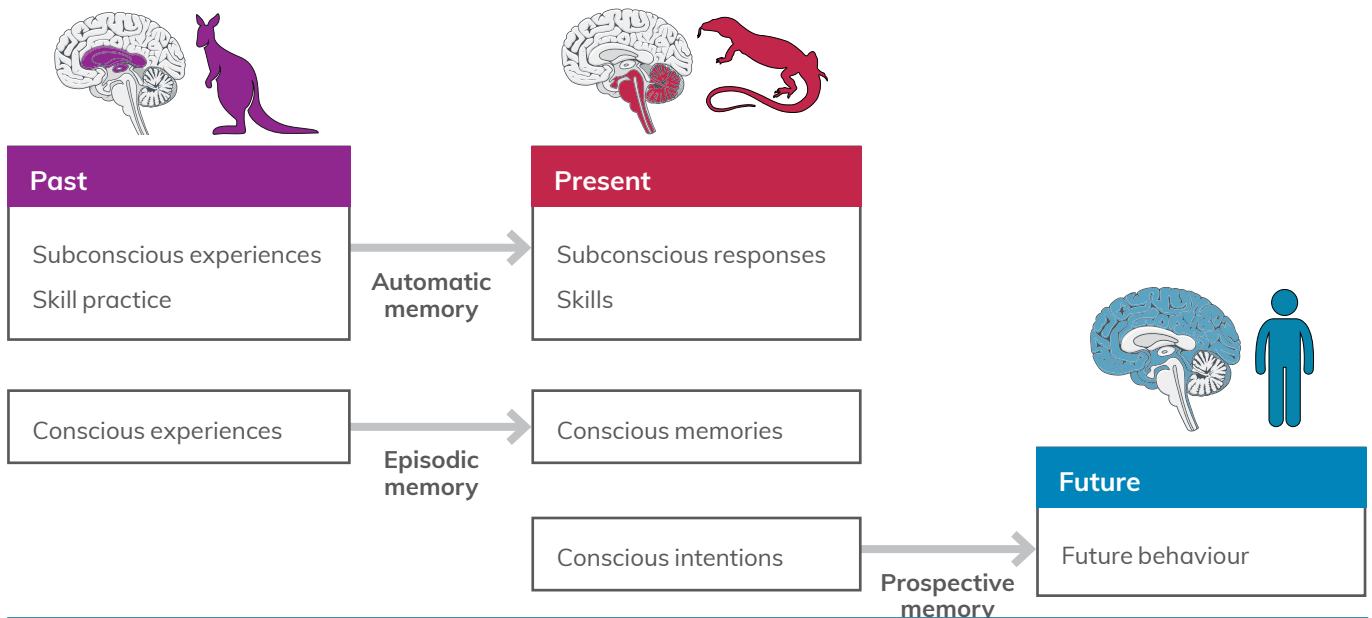 Past
Subconscious experiences
Skill practice
Automatic
memory
Present
Subconscious responses
Skills
Conscious experiences
Episodic
memory
Conscious memories
Conscious intentions
Prospective
memory
Future
Future behaviour